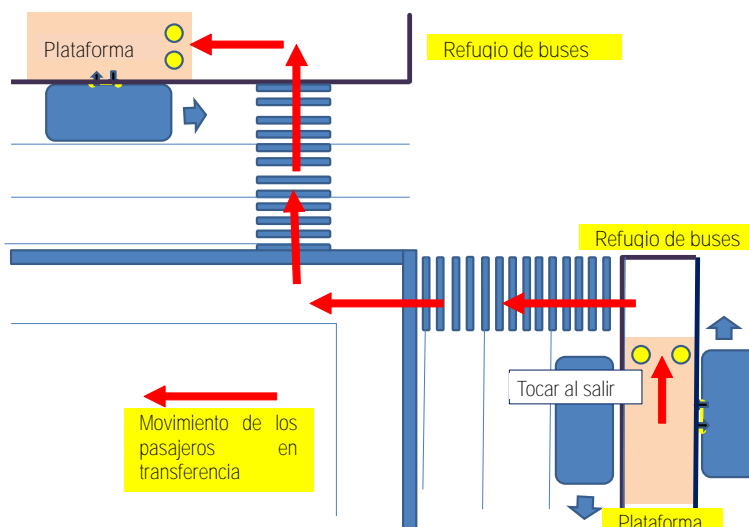 Plataforma
Refugio de buses
Refugio de buses
Tocar al salir
Movimiento de los
pasajeros en
transferencia
Plataforma